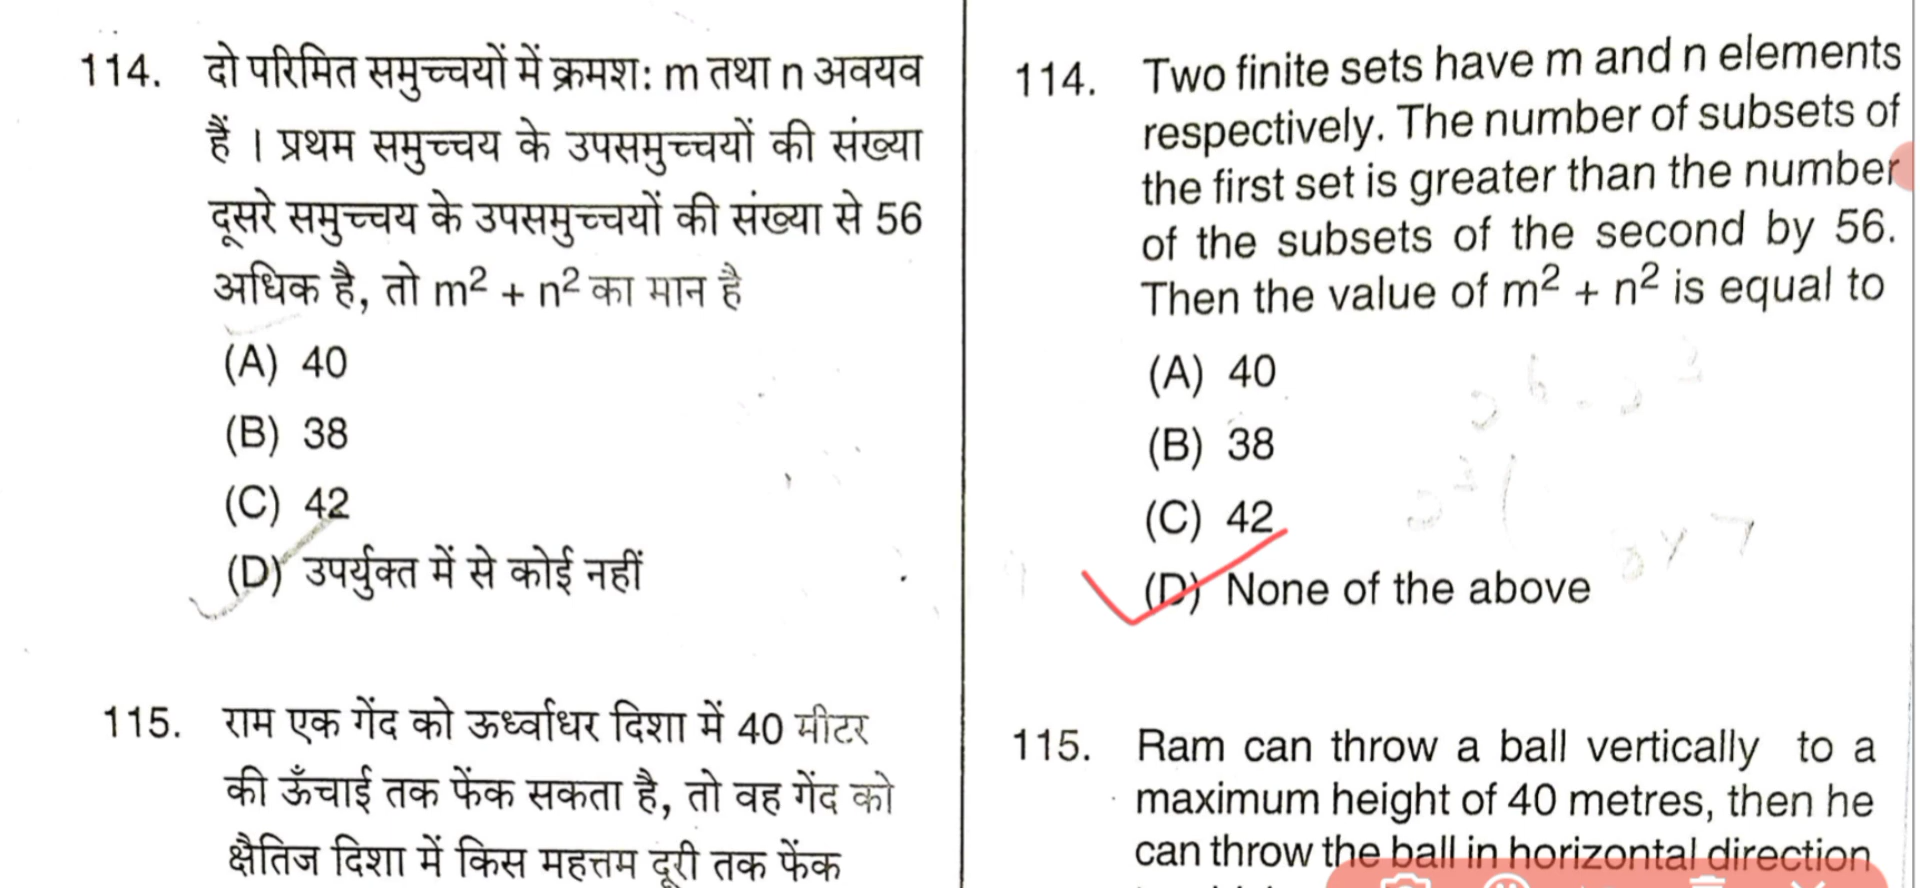 114. दो परिमित समुच्चयों में क्रमश: m तथा n अवयव
हैं । प्रथम समुच्चय के उपसमुच्चयों की संख्या
दूसरे समुच्चय के उपसमुच्चयों की संख्या से 56
अधिक है, तो m² + n² का मान है
(A) 40
(B) 38
(C) 42
(D) उपर्युक्त में से कोई नहीं
115. राम एक गेंद को ऊर्ध्वाधर दिशा में 40 मीटर
की ऊँचाई तक फेंक सकता है, तो वह गेंद को
क्षैतिज दिशा में किस महत्तम दूरी तक फेंक
114. Two finite sets have m and n elements
respectively. The number of subsets of
the first set is greater than the number
of the subsets of the second by 56.
Then the value of m² + n² is equal to
(A) 40
(B) 38
(C) 42
(D) None of the above
115. Ram can throw a ball vertically to a
maximum height of 40 metres, then he
can throw the ball in horizontal direction